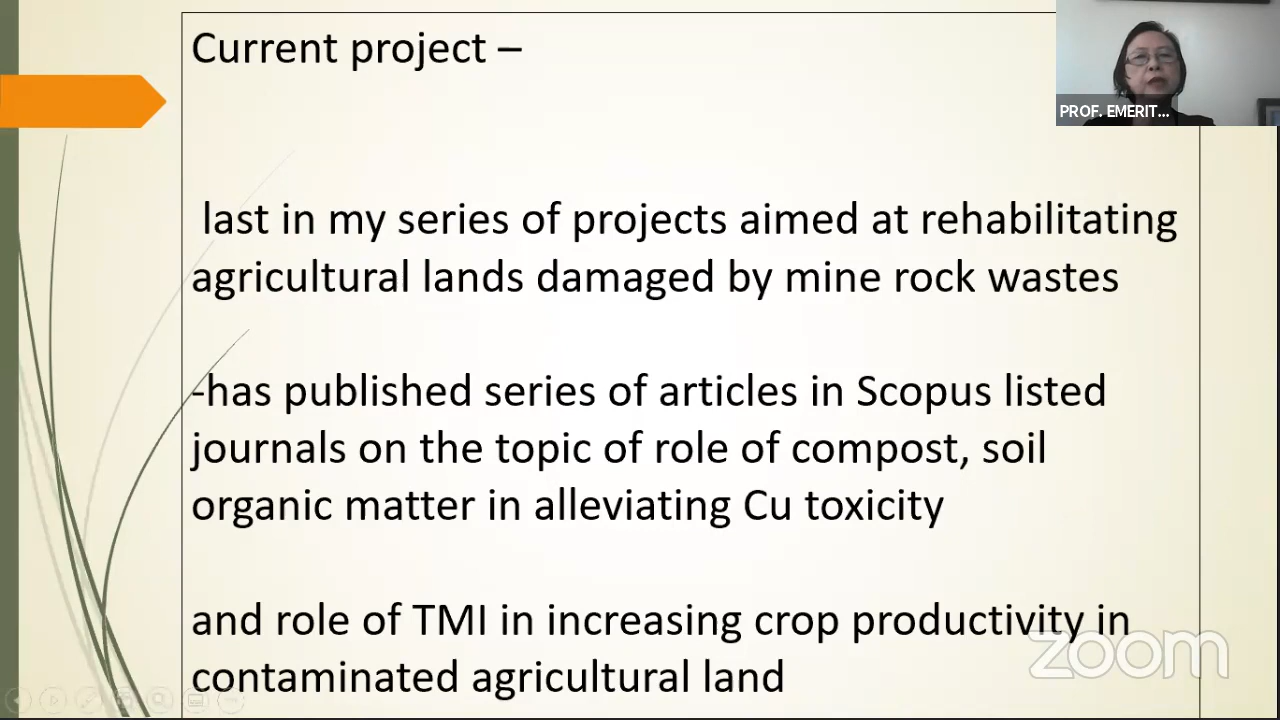 Current project –
PROF. EMERIT...
last in my series of projects aimed at rehabilitating
agricultural lands damaged by mine rock wastes
-has published series of articles in Scopus listed
journals on the topic of role of compost, soil
organic matter in alleviating Cu toxicity
and role of TMI in increasing crop productivity in
contaminated agricultural land
zoom